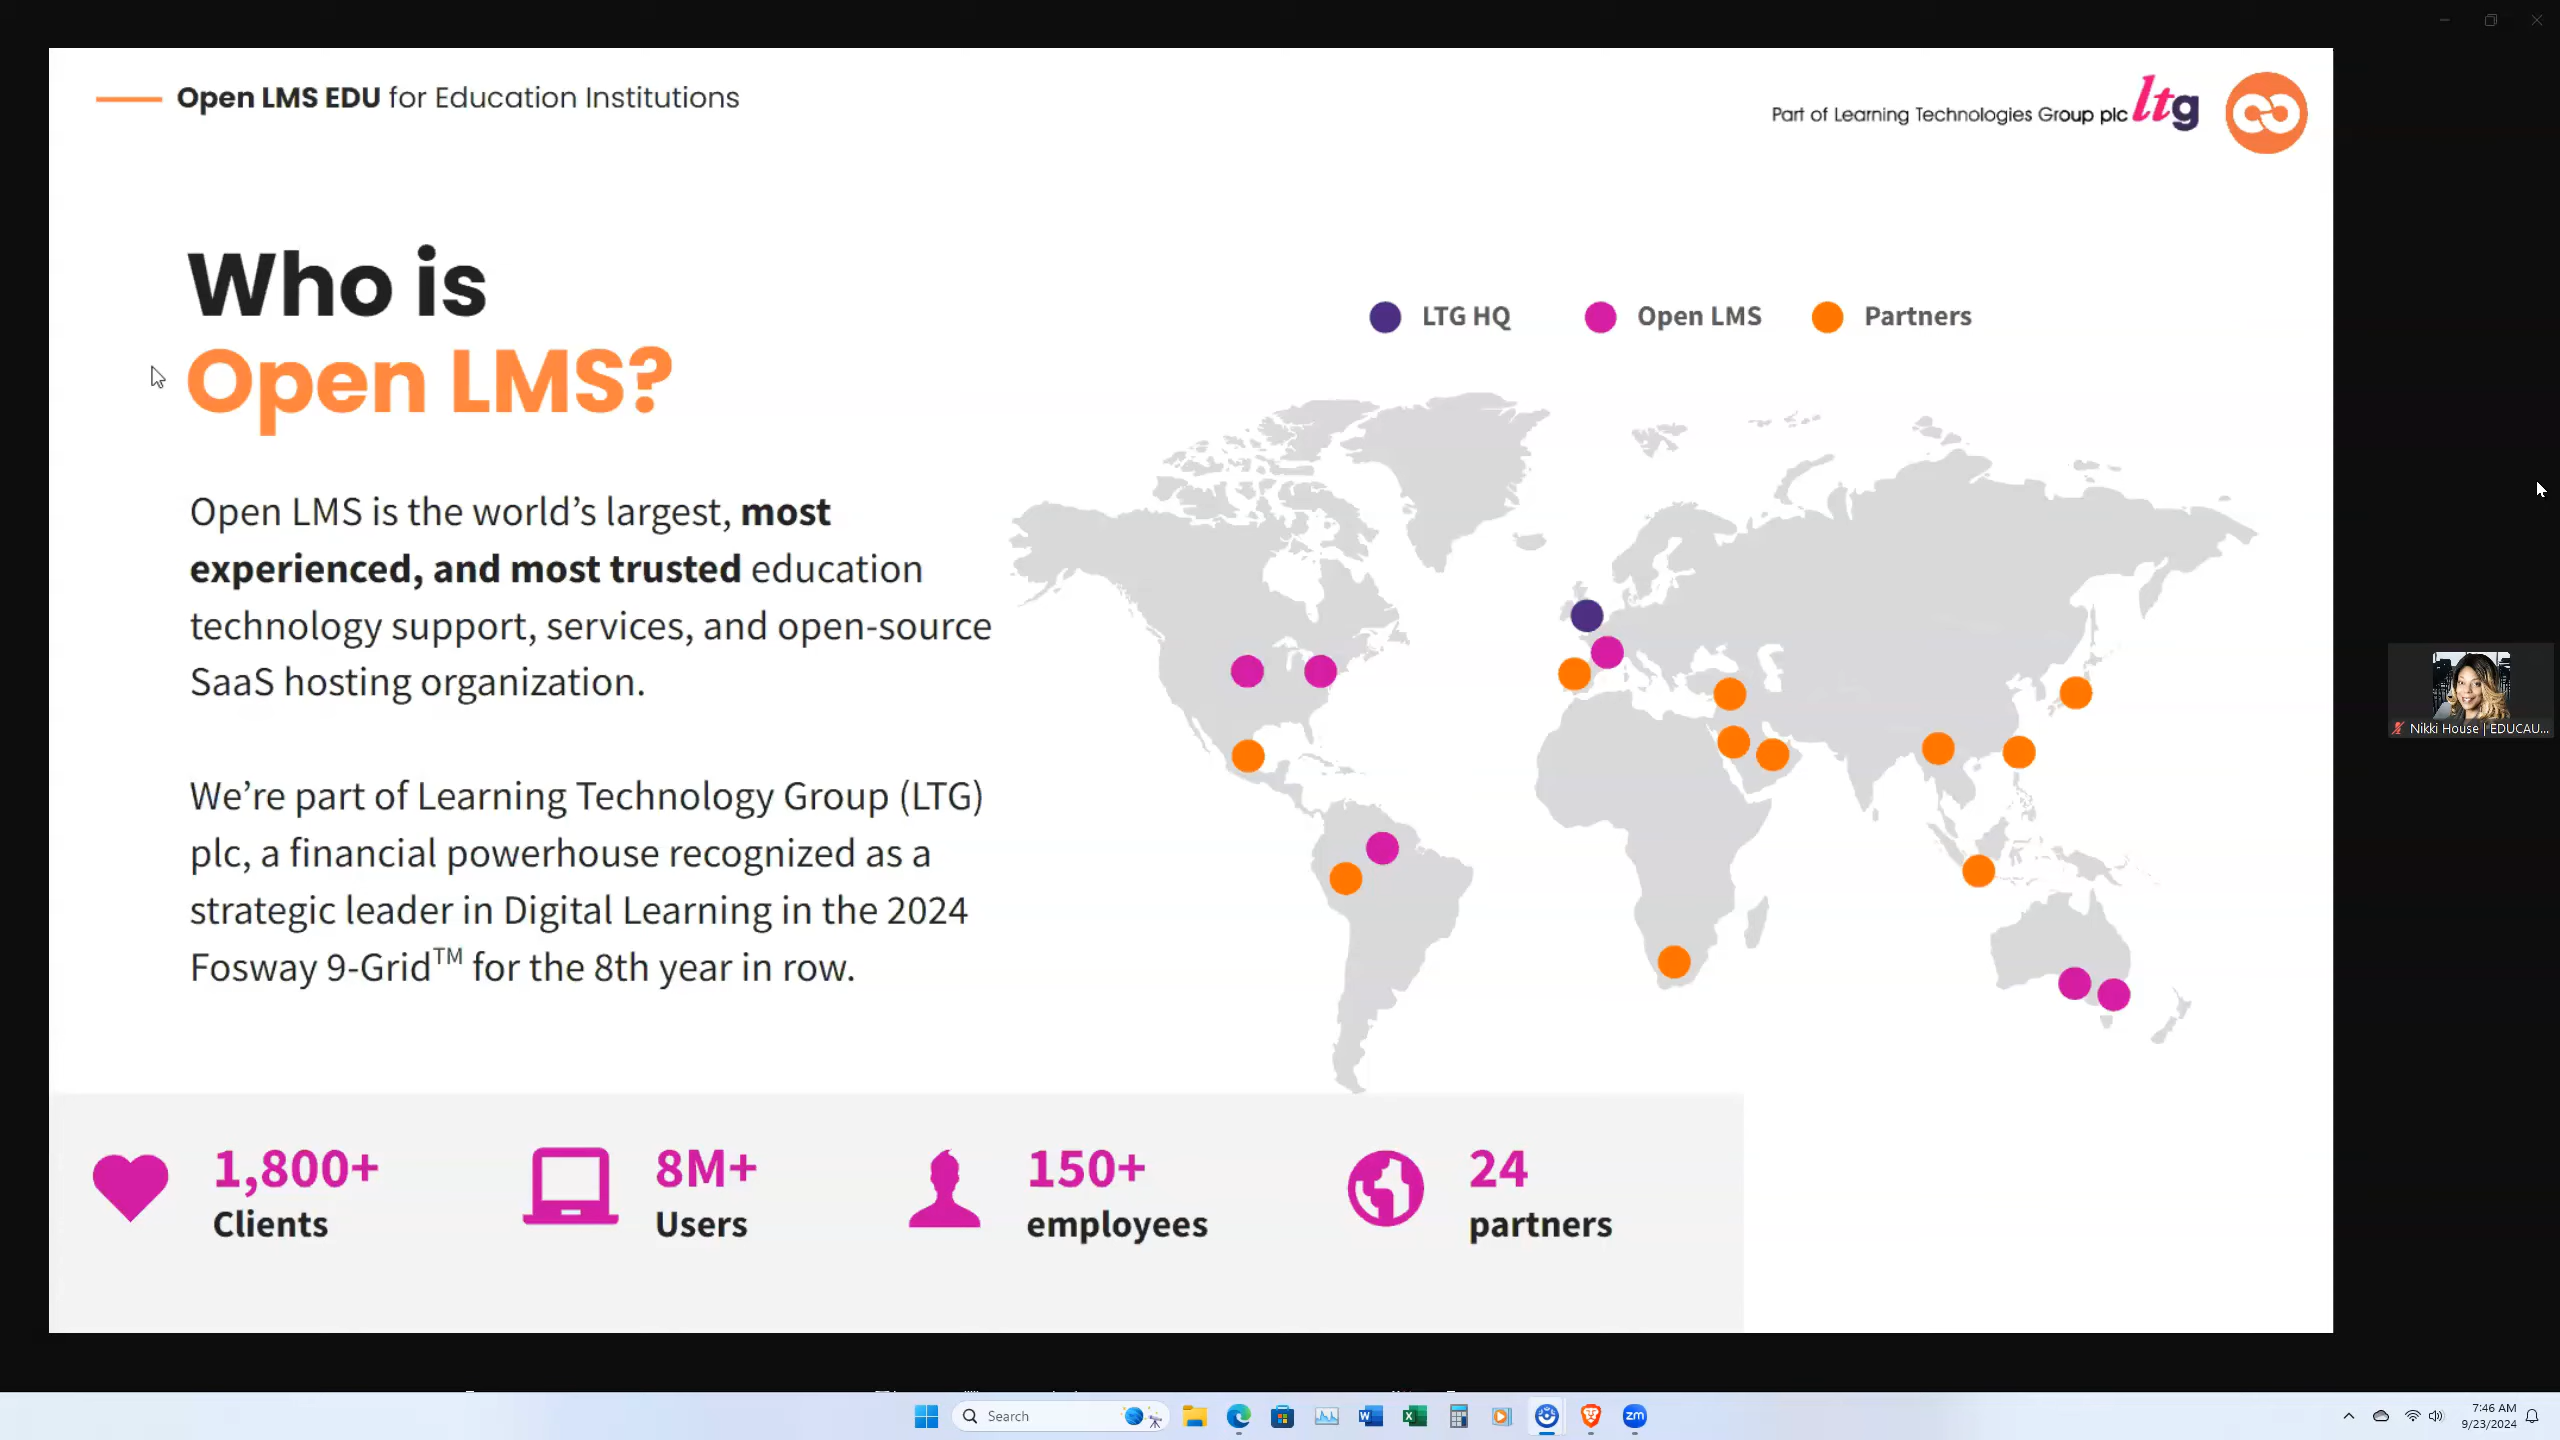 Open LMS EDU for Education Institutions
Part of Learning Technologies Group plc ltg
Who is
Open LMS?
LTG HQ
Open LMS
Partners
Open LMS is the world’s largest, most
experienced, and most trusted education
technology support, services, and open-source
SaaS hosting organization.
We’re part of Learning Technology Group (LTG)
plc, a financial powerhouse recognized as a
strategic leader in Digital Learning in the 2024
Fosway 9-Grid™ for the 8th year in row.
Nikki House | EDUCAU...
1,800+
Clients
8M+
Users
150+
employees
24
partners
Search
zm
7:46 AM
9/23/2024